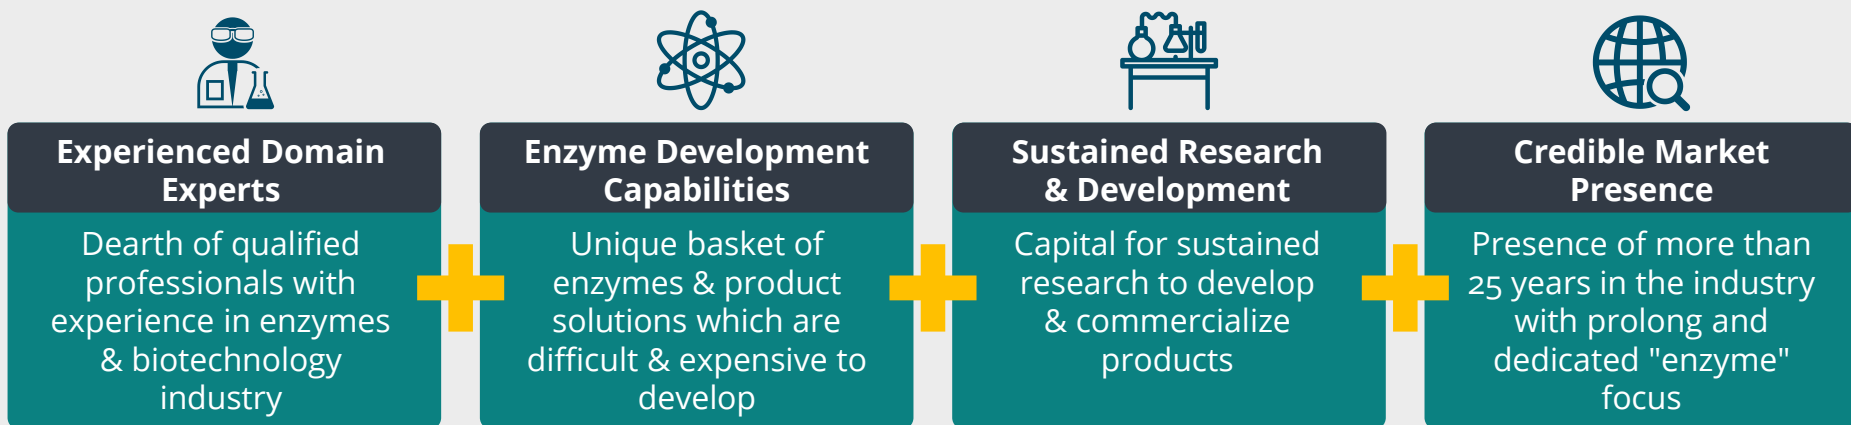 Experienced Domain
Experts
Dearth of qualified
professionals with
experience in enzymes
& biotechnology
industry
Enzyme Development
Capabilities
Unique basket of
enzymes & product
solutions which are
difficult & expensive to
develop
Sustained Research
& Development
Capital for sustained
research to develop
& commercialize
products
Credible Market
Presence
Presence of more than
25 years in the industry
with prolong and
dedicated "enzyme"
focus